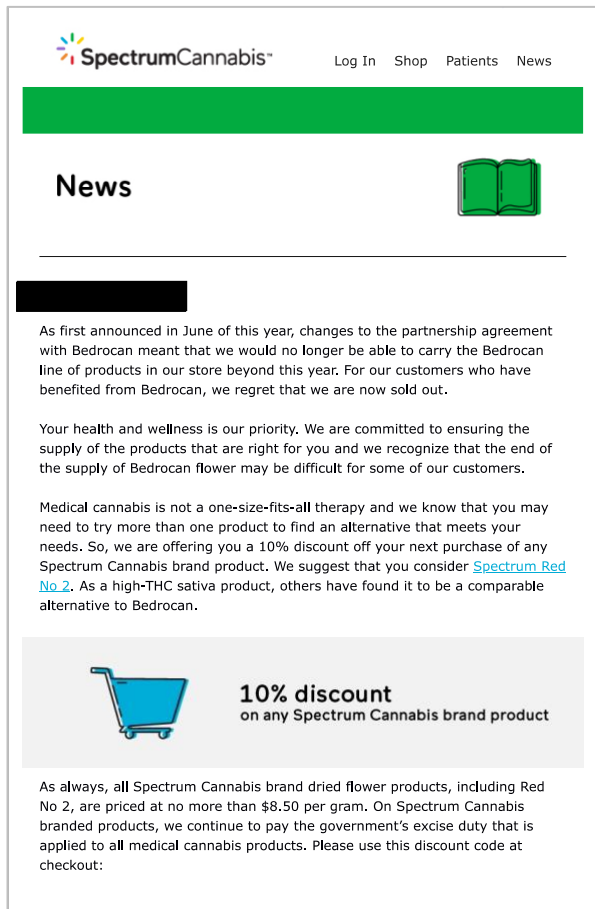 SpectrumCannabis™
Log In Shop Patients News
News
As first announced in June of this year, changes to the partnership agreement
with Bedrocan meant that we would no longer be able to carry the Bedrocan
line of products in our store beyond this year. For our customers who have
benefited from Bedrocan, we regret that we are now sold out.
Your health and wellness is our priority. We are committed to ensuring the
supply of the products that are right for you and we recognize that the end of
the supply of Bedrocan flower may be difficult for some of our customers.
Medical cannabis is not a one-size-fits-all therapy and we know that you may
need to try more than one product to find an alternative that meets your
needs. So, we are offering you a 10% discount off your next purchase of any
Spectrum Cannabis brand product. We suggest that you consider Spectrum Red
No 2. As a high-THC sativa product, others have found it to be a comparable
alternative to Bedrocan.
10% discount
on any Spectrum Cannabis brand product
As always, all Spectrum Cannabis brand dried flower products, including Red
No 2, are priced at no more than $8.50 per gram. On Spectrum Cannabis
branded products, we continue to pay the government's excise duty that is
applied to all medical cannabis products. Please use this discount code at
checkout: